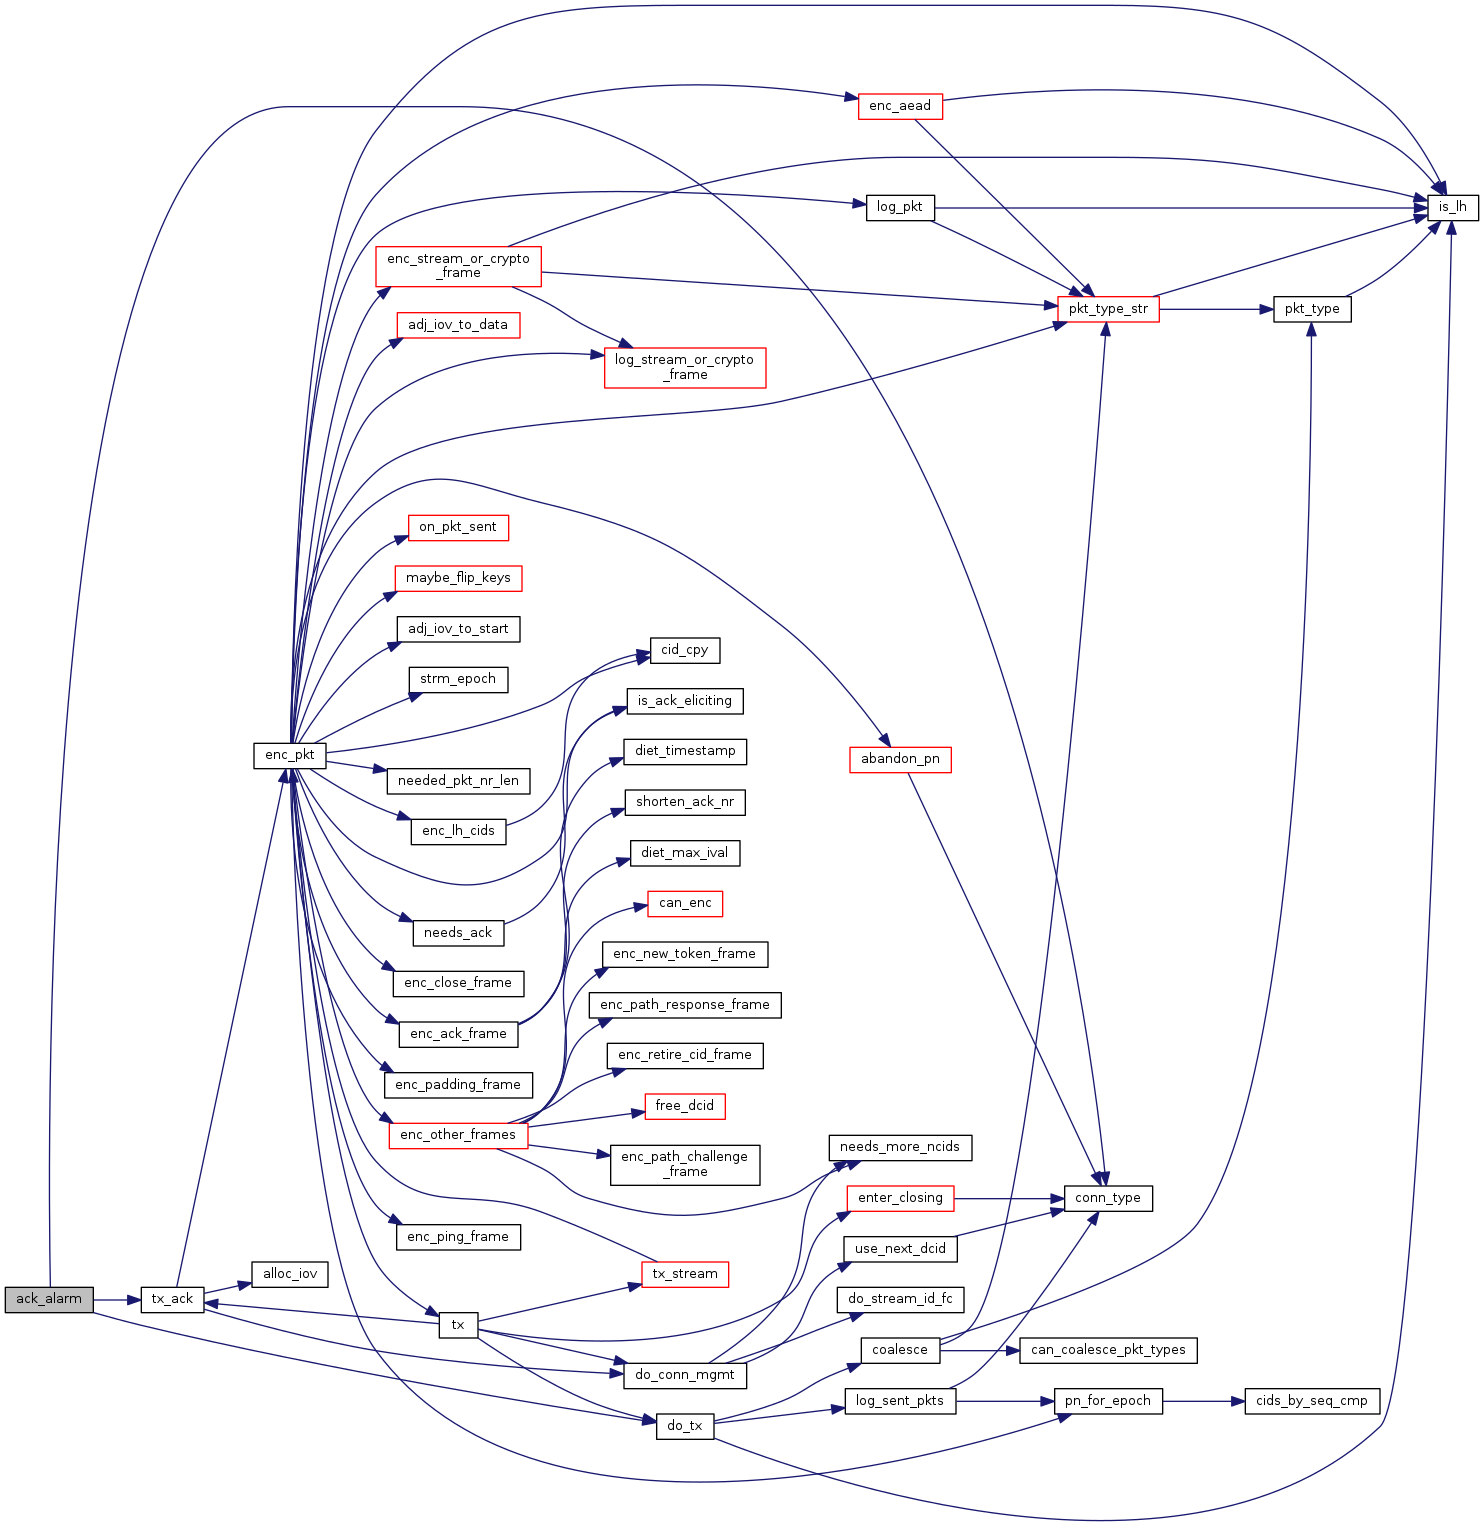 enc_aead
log_pkt
is_lh
enc_stream_or_crypto
_frame
pkt_type_str
pkt_type
adj_iov_to_data
log_stream_or_crypto
_frame
on_pkt_sent
maybe_flip_keys
adj_iov_to_start
cid_cpy
strm_epoch
is_ack_eliciting
enc_pkt
diet_timestamp
abandon_pn
needed_pkt_nr_len
shorten_ack_nr
enc_lh_cids
diet_max_ival
can_enc
needs_ack
enc_new_token_frame
enc_close_frame
enc_path_response_frame
enc_ack_frame
enc_retire_cid_frame
enc_padding_frame
free_dcid
enc_other_frames
needs_more_ncids
enc_path_challenge
_frame
enter_closing
conn_type
enc_ping_frame
use_next_dcid
alloc_iov
tx_stream
ack_alarm
tx_ack
do_stream_id_fc
tx
coalesce
can_coalesce_pkt_types
do_conn_mgmt
log_sent_pkts
pn_for_epoch
cids_by_seq_cmp
do_tx